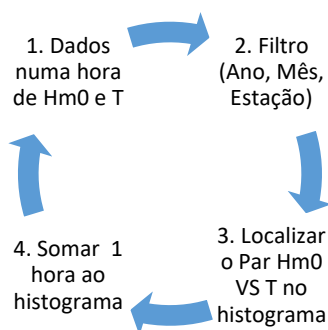 1. Dados
numa hora
de Hm0 e T
2. Filtro
(Ano, Mês,
Estação)
3. Localizar
o Par Hm0
VS T no
histograma
4. Somar 1
hora ao
histograma